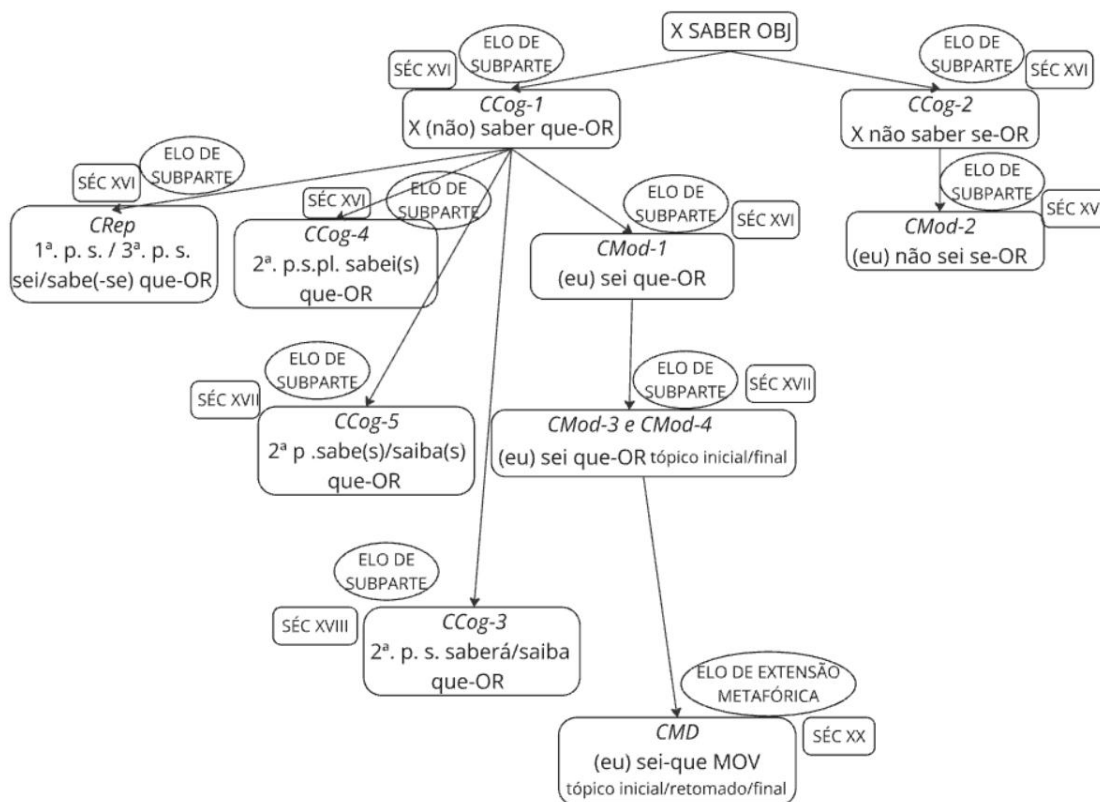 X SABER OBJ
ELO DE
SUBPARTE
SÉC XVI
CCog-1
X (não) saber que-OR
ELO DE
SUBPARTE
SÉC XVI
CCog-2
X não saber se-OR
ELO DE
SUBPARTE
SÉC XVI
CRep
1ª. p. s. / 3ª. p. s.
sei/sabe(-se) que-OR
ELO DE
SUBPARTE
SÉC XVI
CCog-4
2ª. p.s.pl. sabei(s)
que-OR
ELO DE
SUBPARTE
SÉC XVI
CMod-1
(eu) sei que-OR
ELO DE
SUBPARTE
SÉC XV
CMod-2
(eu) não sei se-OR
ELO DE
SUBPARTE
SÉC XVII
CCog-5
2ª p .sabe(s)/saiba(s)
que-OR
ELO DE
SUBPARTE
SÉC XVII
CMod-3 e CMod-4
(eu) sei que-OR tópico inicial/final
ELO DE
SUBPARTE
SÉC XVIII
CCog-3
2ª. p. s. saberá/saiba
que-OR
ELO DE EXTENSÃO
METAFÓRICA
SÉC XX
CMD
(eu) sei-que MOV
tópico inicial/retomado/final